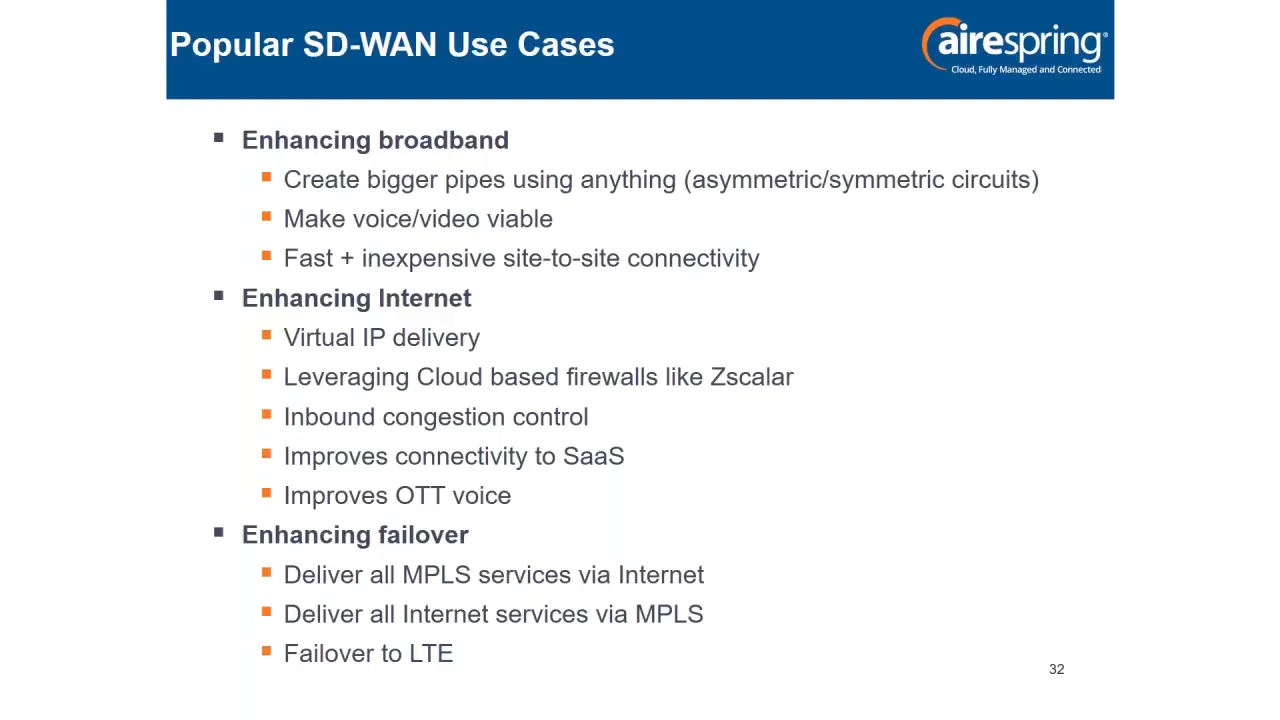 Popular SD-WAN Use Cases
airespring®
Cloud, Fully Managed and Connected
Enhancing broadband
Create bigger pipes using anything (asymmetric/symmetric circuits)
Make voice/video viable
Fast + inexpensive site-to-site connectivity
Enhancing Internet
Virtual IP delivery
Leveraging Cloud based firewalls like Zscalar
Inbound congestion control
Improves connectivity to SaaS
Improves OTT voice
Enhancing failover
Deliver all MPLS services via Internet
Deliver all Internet services via MPLS
Failover to LTE
32